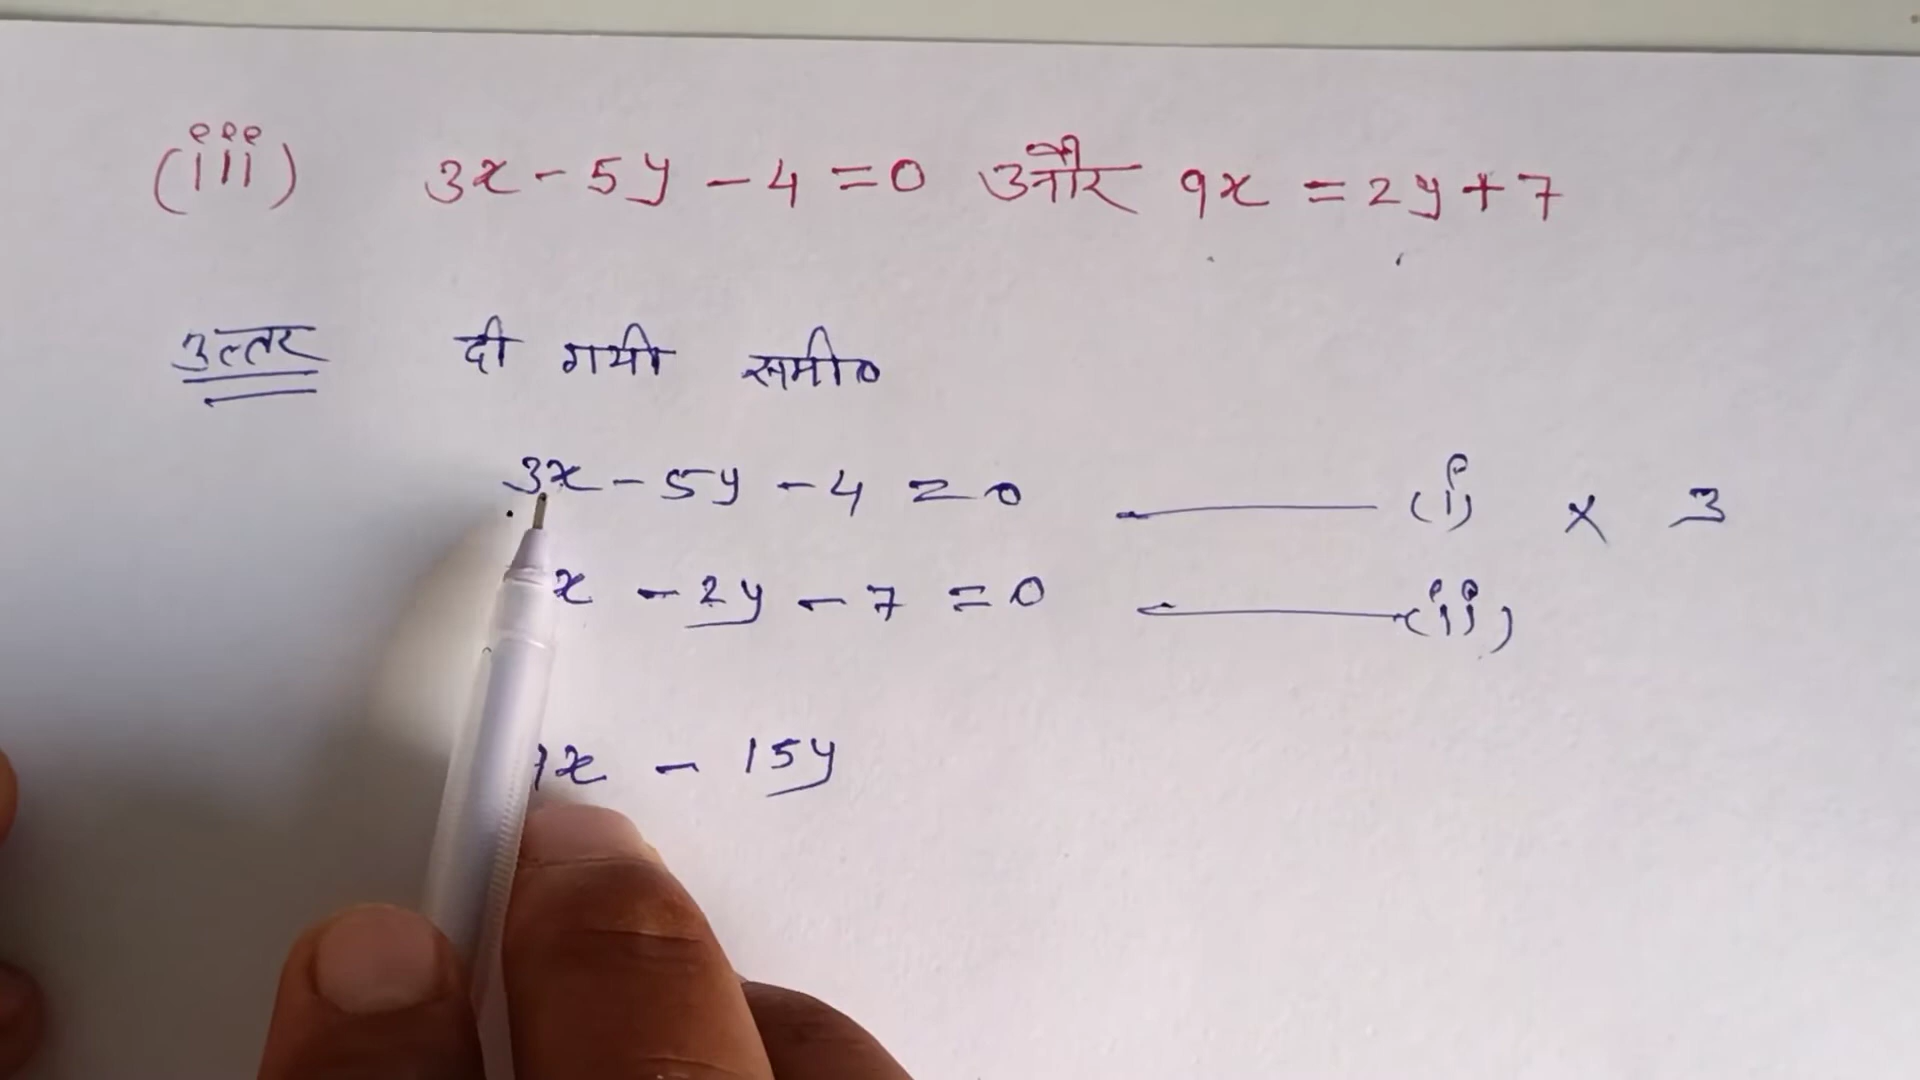 (iii) 3x - 5y - 4 = 0 और 9x = 2y + 7
उत्तर दी गयी समी०
3x - 5y - 4 = 0 (i) × 3
x - 2y - 7 = 0 (ii)
x - 15y